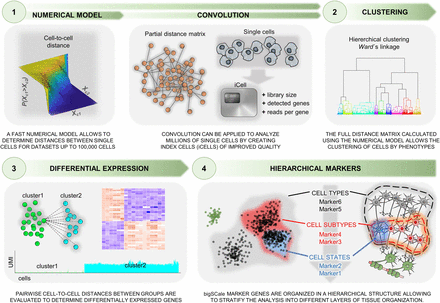 1
NUMERICAL MODEL
CONVOLUTION
2
CLUSTERING
Cell-to-cell
distance
P(Xc1>Xc2)
Xc2
Xc1
Partial distance matrix
Single cells
iCell
+ library size
+ detected genes
+ reads per gene
Hierarchical clustering
Ward's linkage
A FAST NUMERICAL MODEL ALLOWS TO
DETERMINE DISTANCES BETWEEN SINGLE
CELLS FOR DATASETS UP TO 100,000 CELLS
CONVOLUTION CAN BE APPLIED TO ANALYZE
MILLIONS OF SINGLE CELLS BY CREATING
INDEX CELLS (iCELLS) OF IMPROVED QUALITY
THE FULL DISTANCE MATRIX CALCULATED
USING THE NUMERICAL MODEL ALLOWS THE
CLUSTERING OF CELLS BY PHENOTYPES
3
DIFFERENTIAL EXPRESSION
4
HIERARCHICAL MARKERS
cluster1
cluster2
UMI
cluster1
cluster2
cells
CELL TYPES
Marker6
Marker5
CELL SUBTYPES
Marker4
Marker3
CELL STATES
Marker2
Marker1
PAIRWISE CELL-TO-CELL DISTANCES BETWEEN GROUPS ARE
EVALUATED TO DETERMINE DIFFERENTIALLY EXPRESSED GENES
bigSCale MARKER GENES ARE ORGANIZED IN A HIERARCHICAL STRUCTURE ALLOWING
TO STRATIFY THE ANALYSIS INTO DIFFERENT LAYERS OF TISSUE ORGANIZATION